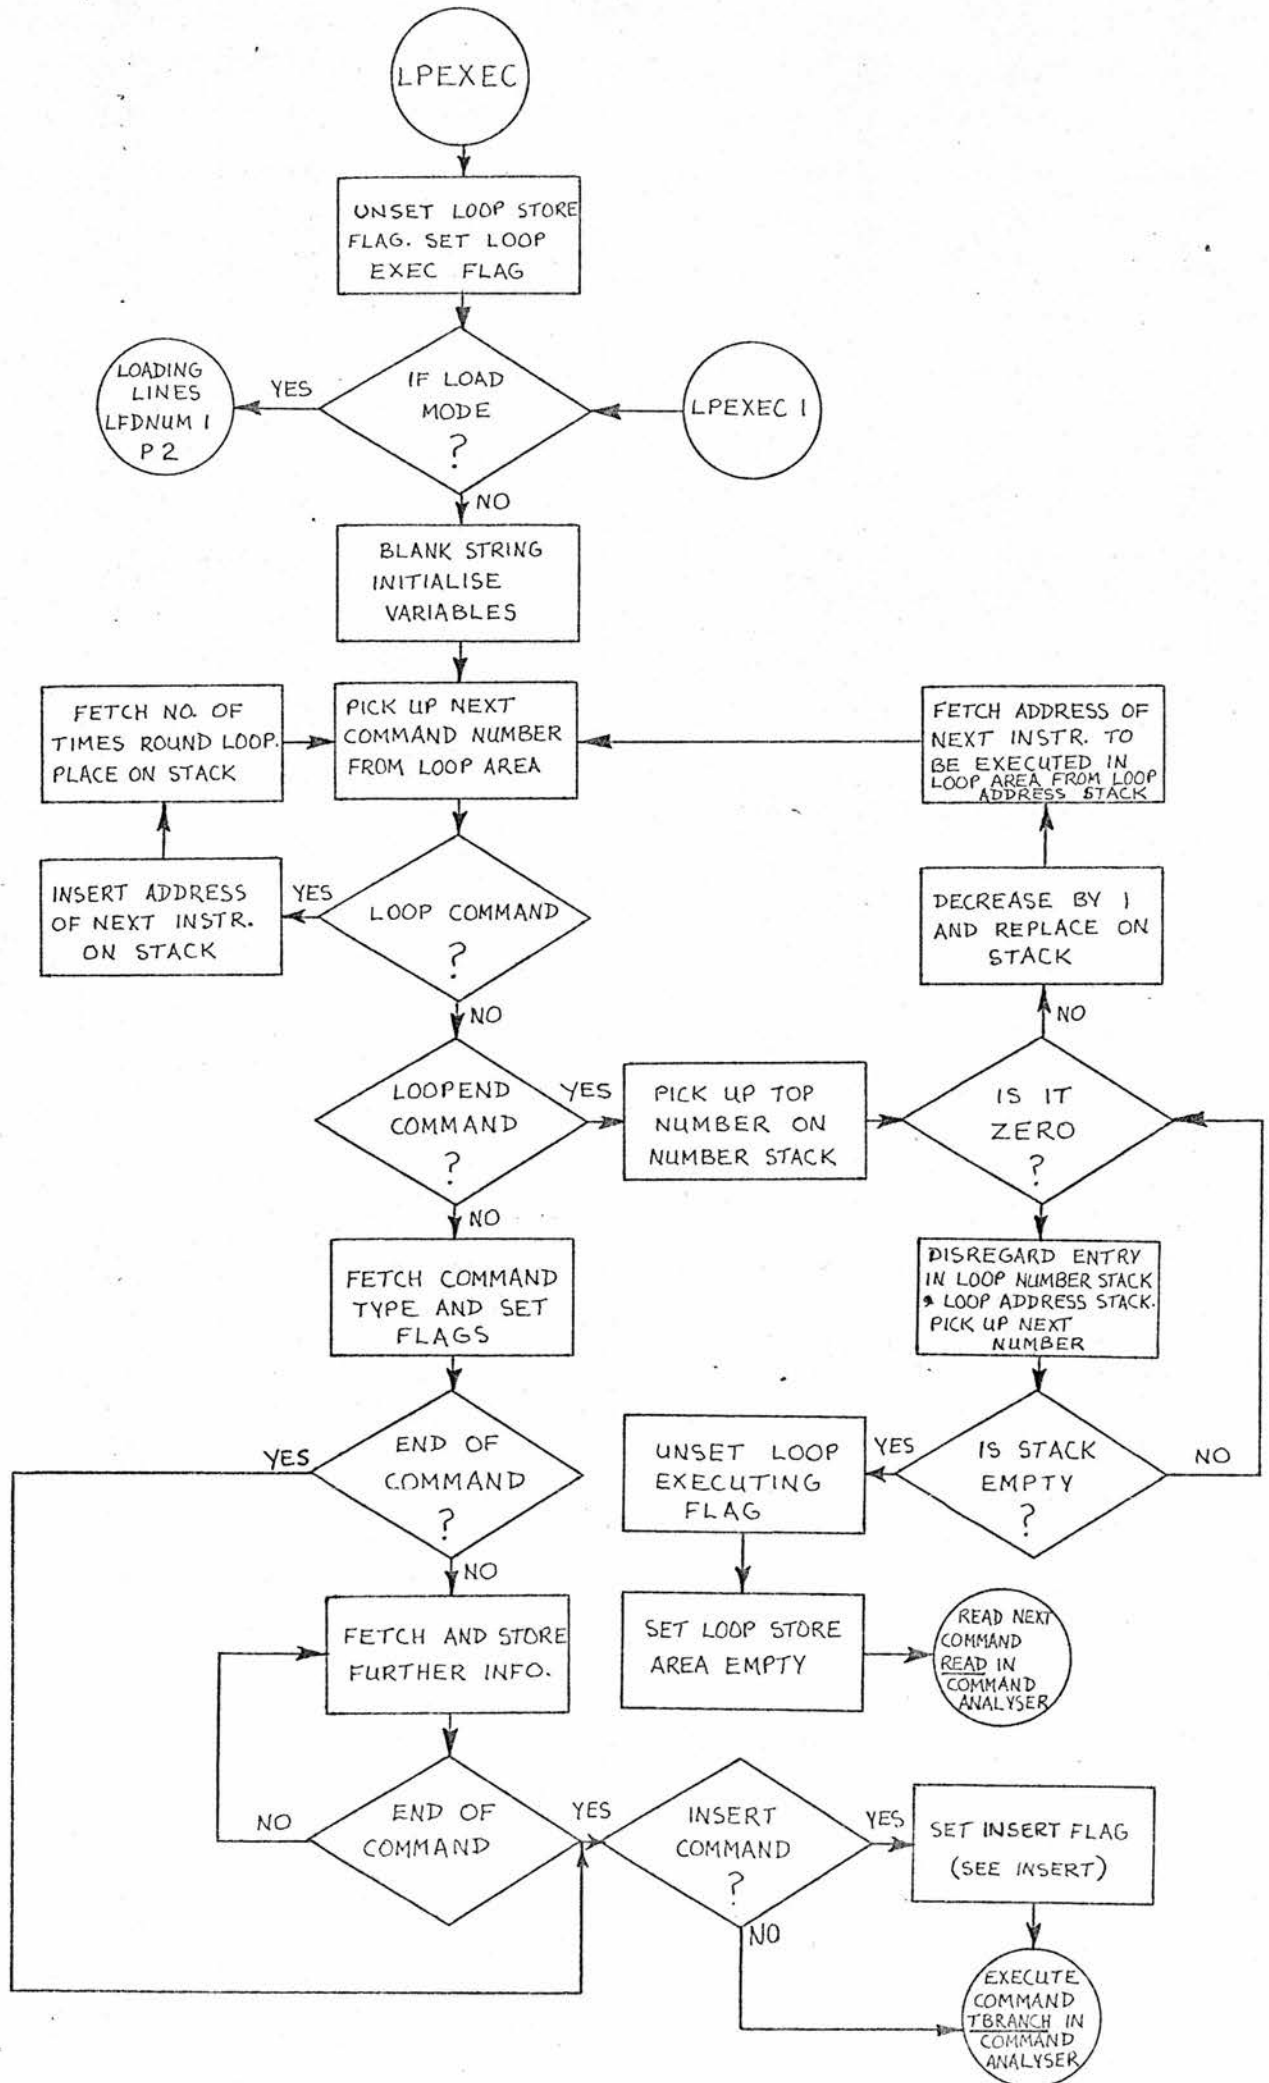 LPEXEC
UNSET LOOP STORE
FLAG. SET LOOP
EXEC FLAG
LOADING
LINES
LFDNUM 1
P 2
YES
IF LOAD
MODE
?
LPEXEC 1
NO
BLANK STRING
INITIALISE
VARIABLES
FETCH NO. OF
TIMES ROUND LOOP.
PLACE ON STACK
PICK UP NEXT
COMMAND NUMBER
FROM LOOP AREA
FETCH ADDRESS OF
NEXT INSTR. TO
BE EXECUTED IN
LOOP AREA FROM LOOP
ADDRESS STACK
INSERT ADDRESS
OF NEXT INSTR.
ON STACK
YES
LOOP COMMAND
?
DECREASE BY 1
AND REPLACE ON
STACK
NO
NO
LOOPEND
COMMAND
?
YES
PICK UP TOP
NUMBER ON
NUMBER STACK
IS IT
ZERO
?
NO
FETCH COMMAND
TYPE AND SET
FLAGS
DISREGARD ENTRY
IN LOOP NUMBER STACK
& LOOP ADDRESS STACK.
PICK UP NEXT
NUMBER
YES
END OF
COMMAND
?
UNSET LOOP
EXECUTING
FLAG
YES
IS STACK
EMPTY
?
NO
NO
FETCH AND STORE
FURTHER INFO.
SET LOOP STORE
AREA EMPTY
READ NEXT
COMMAND
READ IN
COMMAND
ANALYSER
NO
END OF
COMMAND
YES
INSERT
COMMAND
?
YES
SET INSERT FLAG
(SEE INSERT)
NO
EXECUTE
COMMAND
TBRANCH IN
COMMAND
ANALYSER